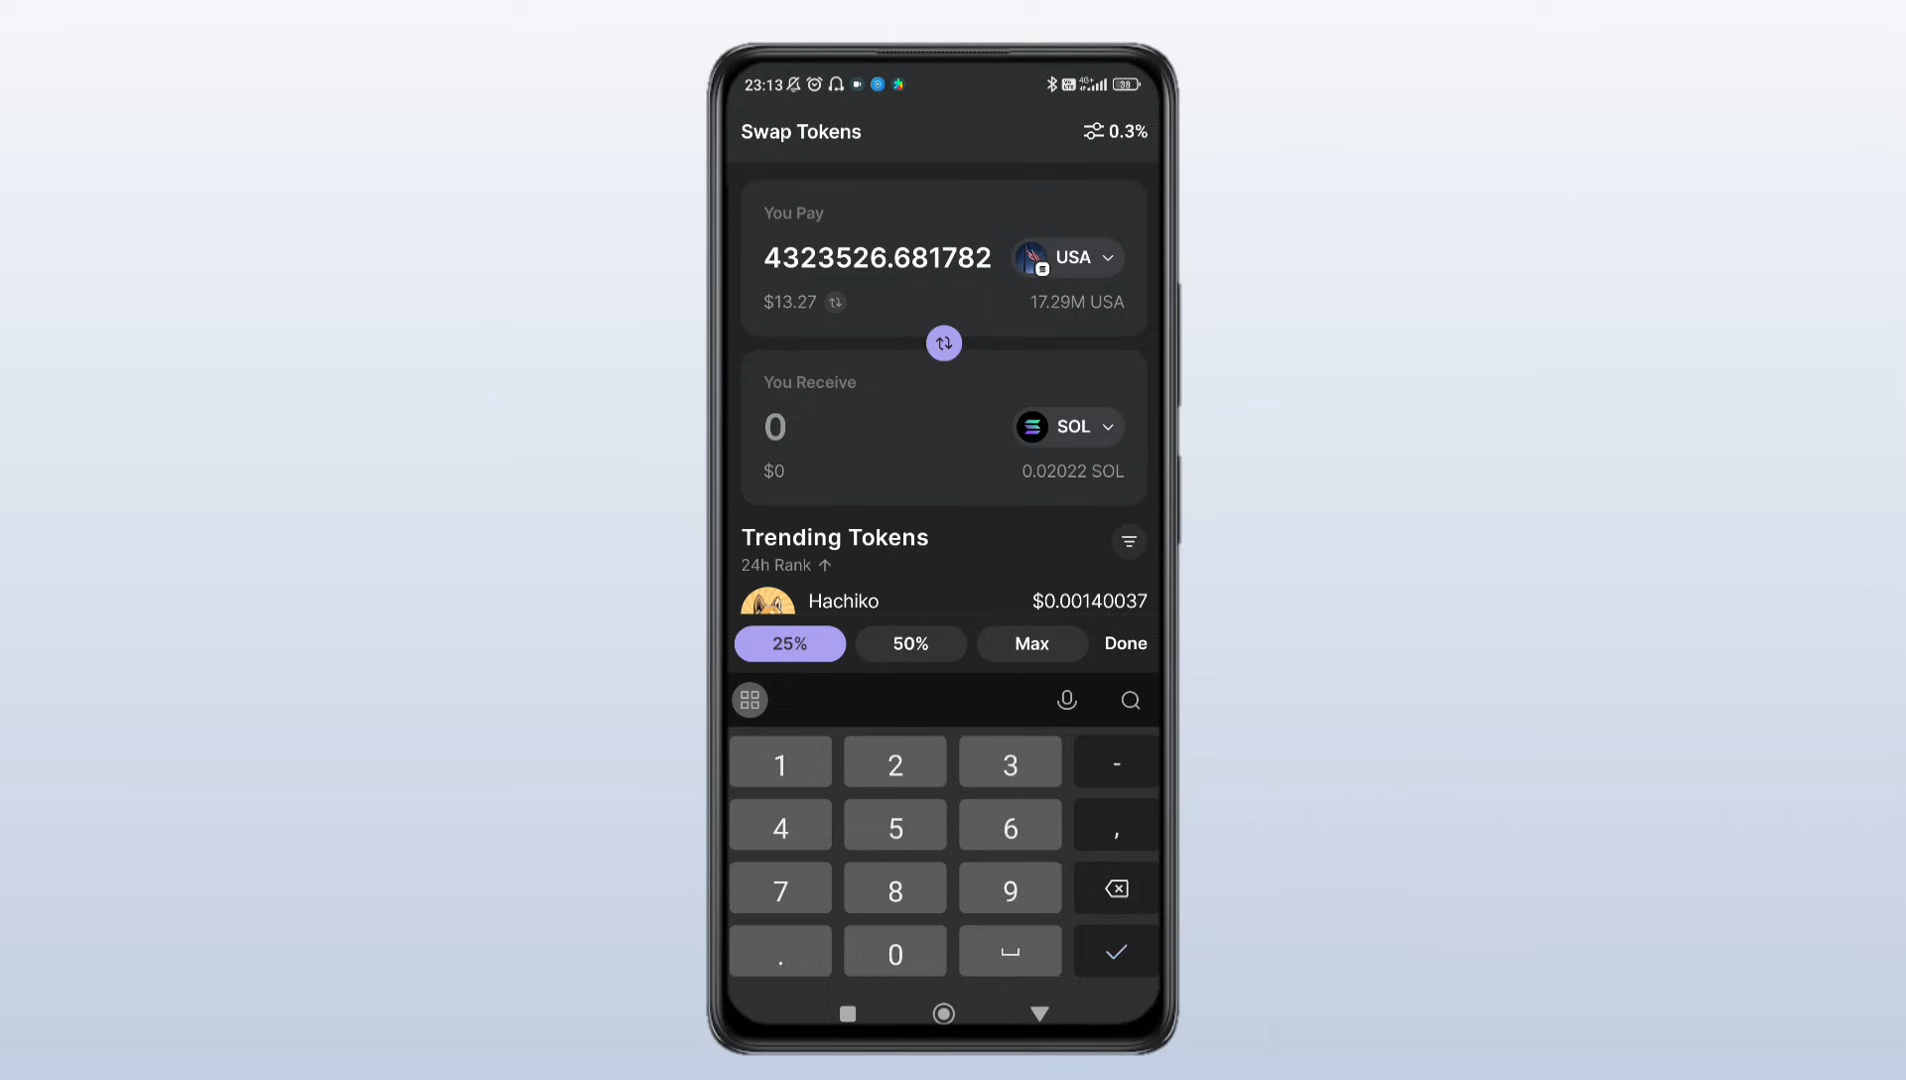 23:13 4G+ 38
Swap Tokens 0.3%
You Pay
4323526.681782 USA
$13.27 17.29M USA
You Receive
0 SOL
$0 0.02022 SOL
Trending Tokens
24h Rank ↑
Hachiko $0.00140037
25% 50% Max Done
1 2 3 -
4 5 6 ,
7 8 9
. 0